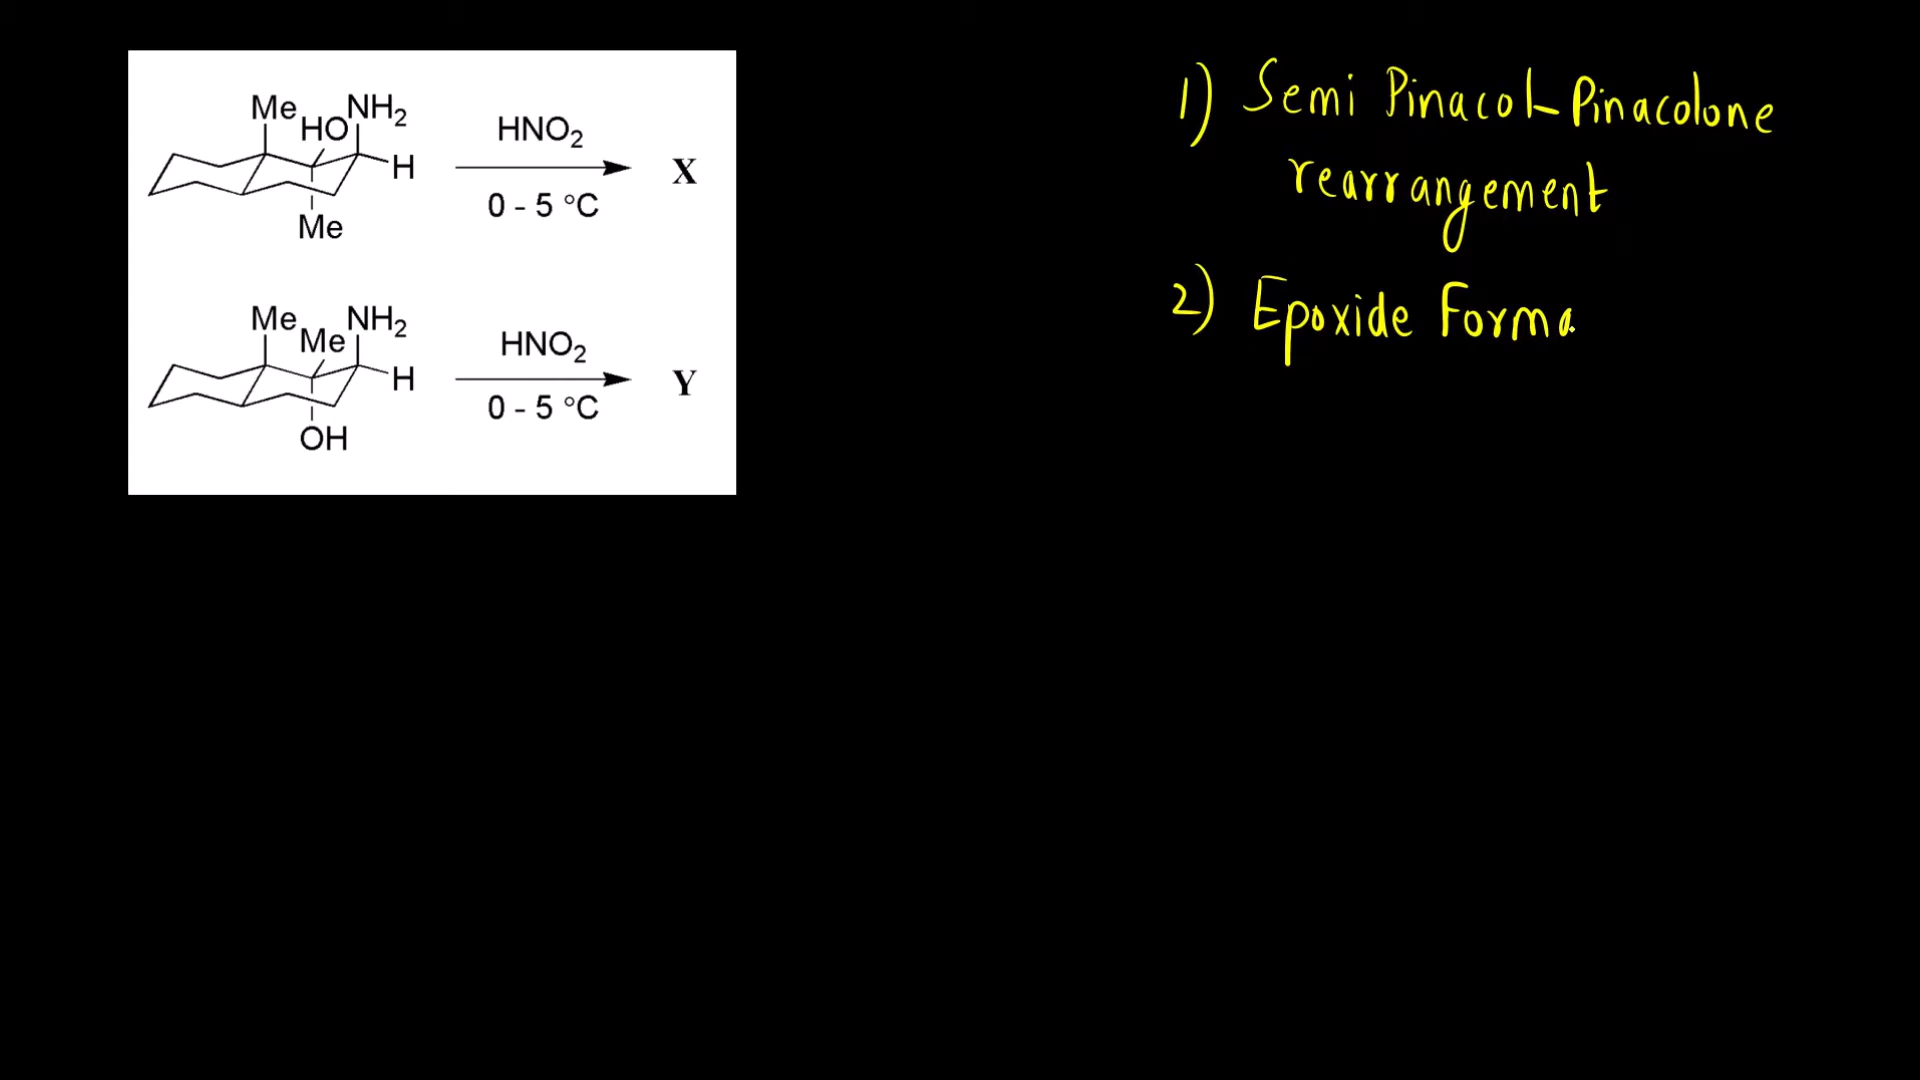 Me
HO
NH2
H
Me
HNO2
0 - 5 °C
X
Me
Me
NH2
H
OH
HNO2
0 - 5 °C
Y
1) Semi Pinacol-Pinacolone
rearrangement
2) Epoxide Forma